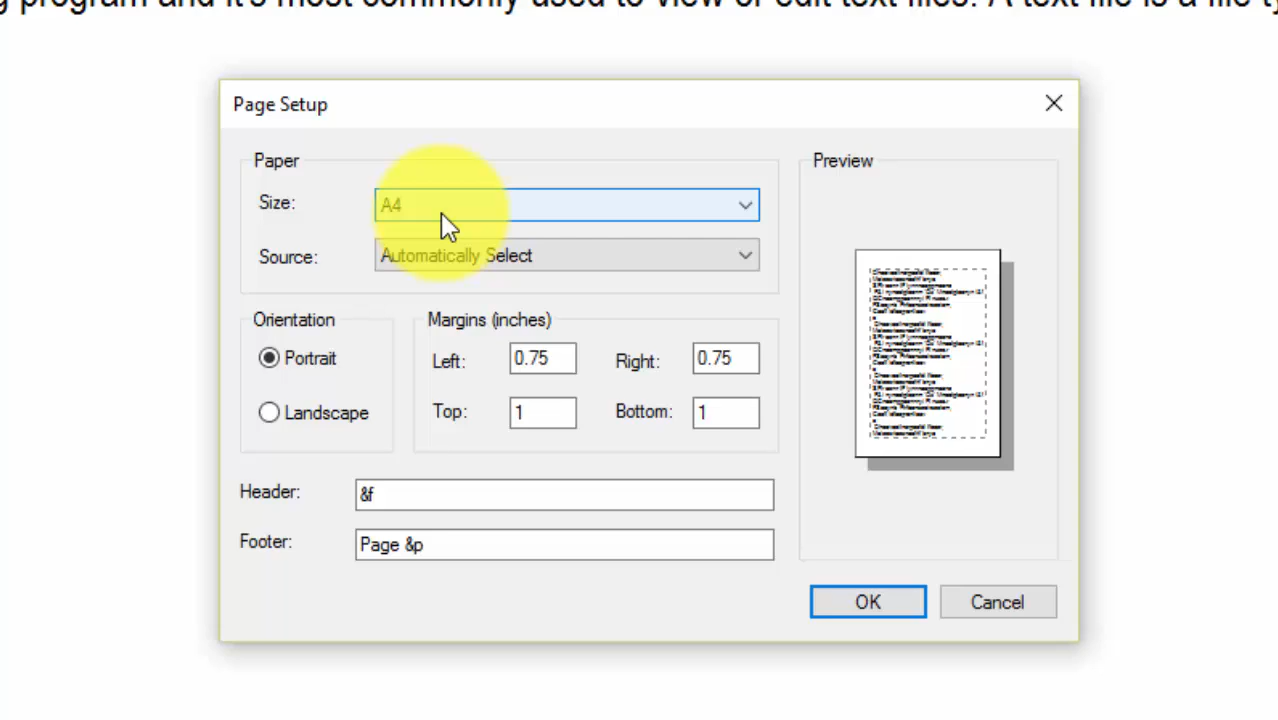 program and it's most commonly used to view or edit text files. A text file is a file
Page Setup
Paper
Size:
A4
Source:
Automatically Select
Orientation
Portrait
Landscape
Margins (inches)
Left:
0.75
Right:
0.75
Top:
1
Bottom:
1
Header:
&f
Footer:
Page &p
Preview
OK
Cancel